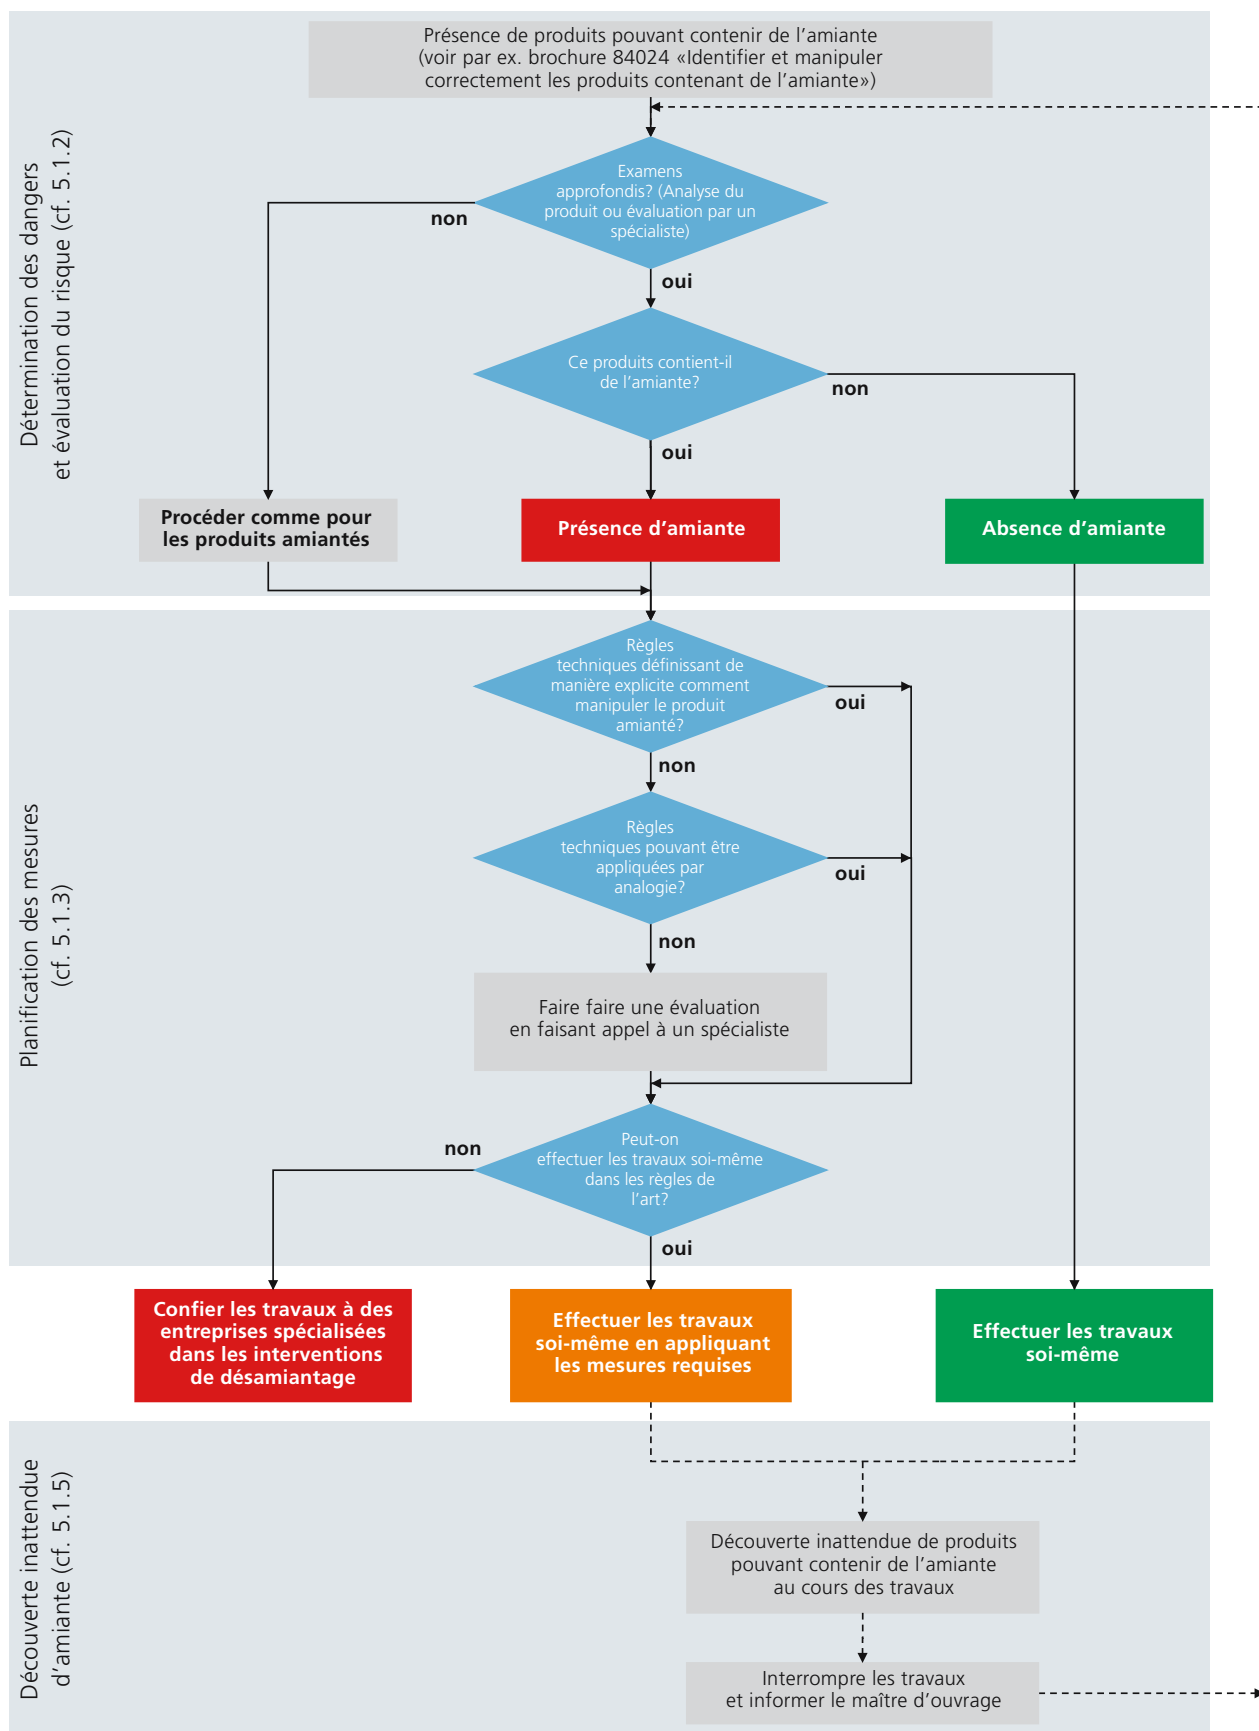 Présence de produits pouvant contenir de l’amiante
(voir par ex. brochure 84024 «Identifier et manipuler
correctement les produits contenant de l’amiante»)
Détermination des dangers
et évaluation du risque (cf. 5.1.2)
Examens
approfondis? (Analyse du
produit ou évaluation par un
spécialiste)
non
oui
Ce produits contient-il
de l’amiante?
non
oui
Procéder comme pour
les produits amiantés
Présence d’amiante
Absence d’amiante
Planification des mesures
(cf. 5.1.3)
Règles
techniques définissant de
manière explicite comment
manipuler le produit
amianté?
oui
non
Règles
techniques pouvant être
appliquées par
analogie?
oui
non
Faire faire une évaluation
en faisant appel à un spécialiste
Peut-on
effectuer les travaux soi-même
dans les règles de
l’art?
non
oui
Confier les travaux à des
entreprises spécialisées
dans les interventions
de désamiantage
Effectuer les travaux
soi-même en appliquant
les mesures requises
Effectuer les travaux
soi-même
Découverte inattendue
d’amiante (cf. 5.1.5)
Découverte inattendue de produits
pouvant contenir de l’amiante
au cours des travaux
Interrompre les travaux
et informer le maître d’ouvrage